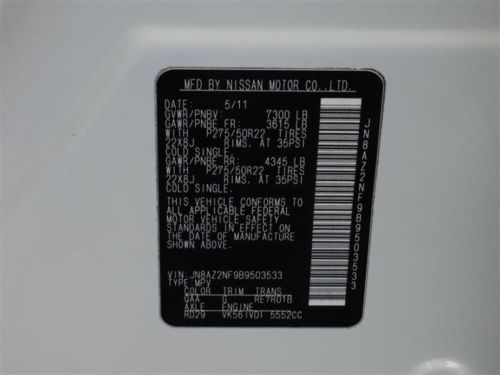 MFD BY NISSAN MOTOR CO.,LTD.
DATE: 5/11
GVWR/PNBV: 7300 LB
GAWR/PNBE FR: 3615 LB
WITH P275/50R22 TIRES
22X8J RIMS. AT 35PSI
COLD SINGLE.
GAWR/PNBE RR: 4345 LB
WITH P275/50R22 TIRES
22X8J RIMS. AT 35PSI
COLD SINGLE.
THIS VEHICLE CONFORMS TO
ALL APPLICABLE FEDERAL
MOTOR VEHICLE SAFETY
STANDARDS IN EFFECT ON
THE DATE OF MANUFACTURE
SHOWN ABOVE.
VIN: JN8AZ2NF9B9503533
TYPE: MPV
COLOR TRIM TRANS
QAA G RE7R01B
AXLE ENGINE
RD29 VK56(VD) 5552CC
JN8AZ2NF9B9503533